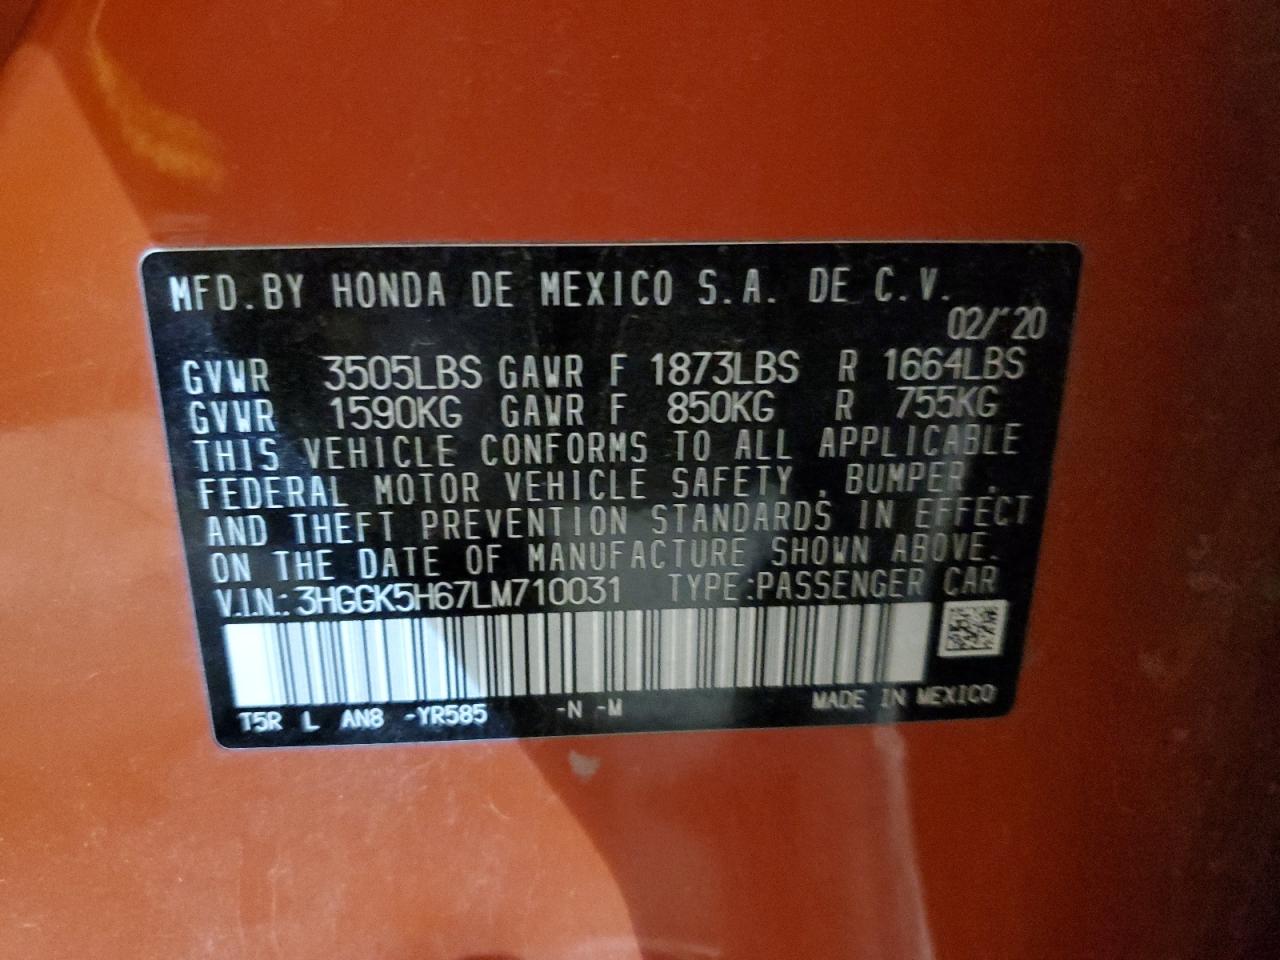 MFD.BY HONDA DE MEXICO S.A. DE C.V.
02/'20
GVWR 3505LBS GAWR F 1873LBS R 1664LBS
GVWR 1590KG GAWR F 850KG R 755KG
THIS VEHICLE CONFORMS TO ALL APPLICABLE
FEDERAL MOTOR VEHICLE SAFETY , BUMPER ,
AND THEFT PREVENTION STANDARDS IN EFFECT
ON THE DATE OF MANUFACTURE SHOWN ABOVE.
V.I.N.: 3HGGK5H67LM710031 TYPE:PASSENGER CAR
T5R L AN8 -YR585 -N -M MADE IN MEXICO